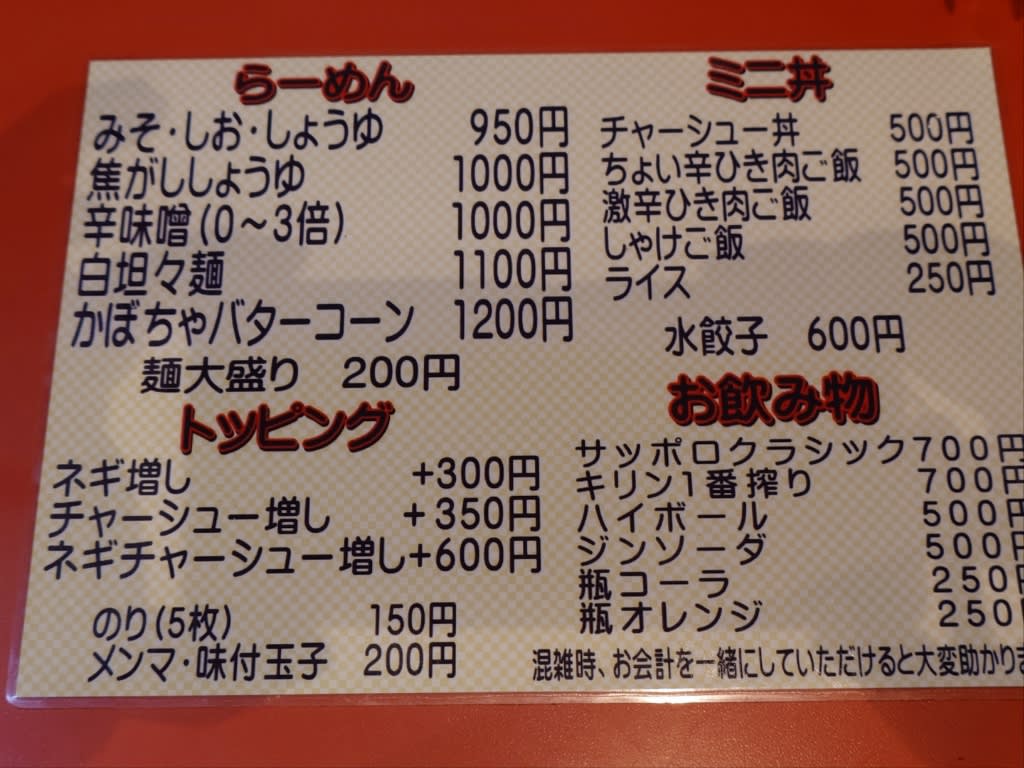 らーめん
みそ・しお・しょうゆ 950円
焦がししょうゆ 1000円
辛味噌(0～3倍) 1000円
白坦々麺 1100円
かぼちゃバターコーン 1200円
麺大盛り 200円
トッピング
ネギ増し +300円
チャーシュー増し +350円
ネギチャーシュー増し+600円
のり(5枚) 150円
メンマ・味付玉子 200円
ミニ丼
チャーシュー丼 500円
ちょい辛ひき肉ご飯 500円
激辛ひき肉ご飯 500円
しゃけご飯 500円
ライス 250円
水餃子 600円
お飲み物
サッポロクラシック 700円
キリン1番搾り 700円
ハイボール 500円
ジンソーダ 500円
瓶コーラ 250円
瓶オレンジ 250
混雑時、お会計を一緒にしていただけると大変助かりま